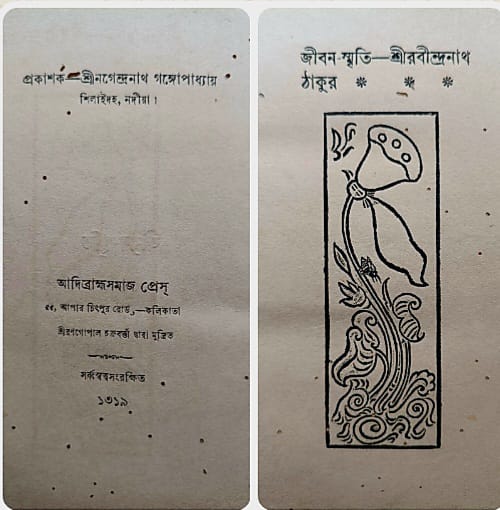 প্রকাশক—শ্রীনগেন্দ্রনাথ গঙ্গোপাধ্যায়
শিলাইদহ, নদীয়া।
আদিব্রাহ্মসমাজ প্রেস্
৫৫, আপার চিৎপুর রোড্,—কলিকাতা
শ্রীরণগোপাল চক্রবর্ত্তী দ্বারা মুদ্রিত
সর্ব্বস্বত্বসংরক্ষিত
১৩১৯
জীবন-স্মৃতি—শ্রীরবীন্দ্রনাথ
ঠাকুর * * *